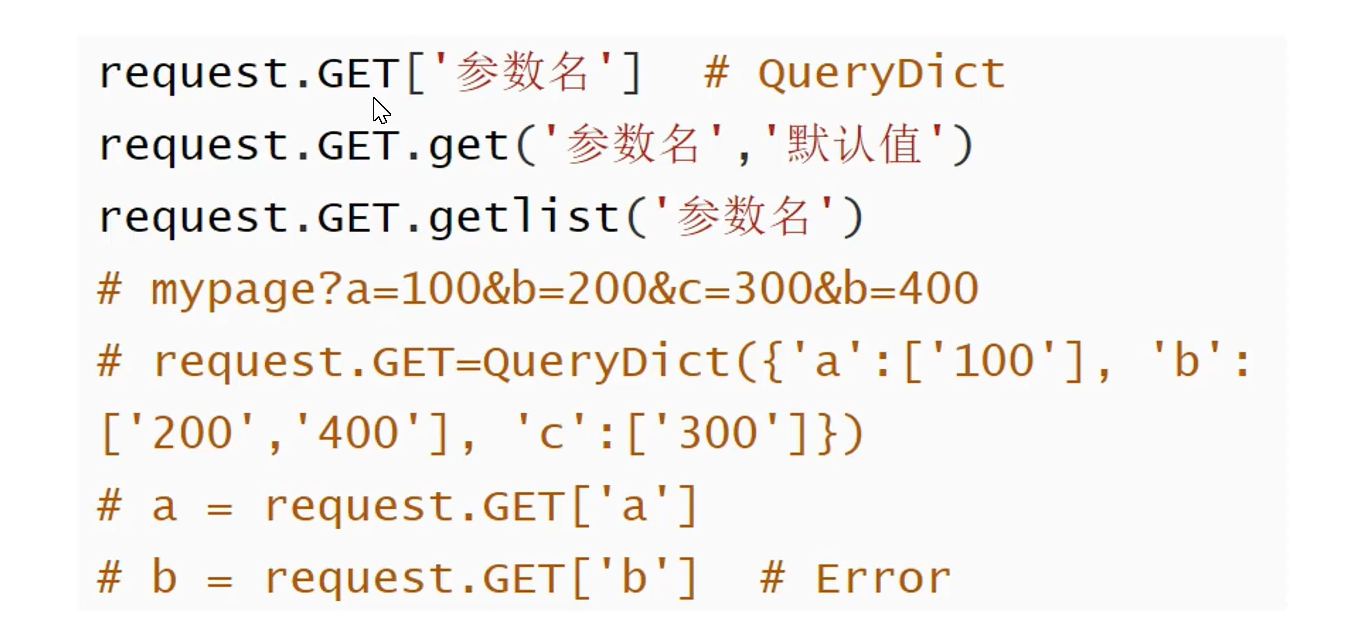 request.GET['参数名']  # QueryDict
request.GET.get('参数名','默认值')
request.GET.getlist('参数名')
# mypage?a=100&b=200&c=300&b=400
# request.GET=QueryDict({'a':['100'], 'b':
['200','400'], 'c':['300']})
# a = request.GET['a']
# b = request.GET['b']  # Error